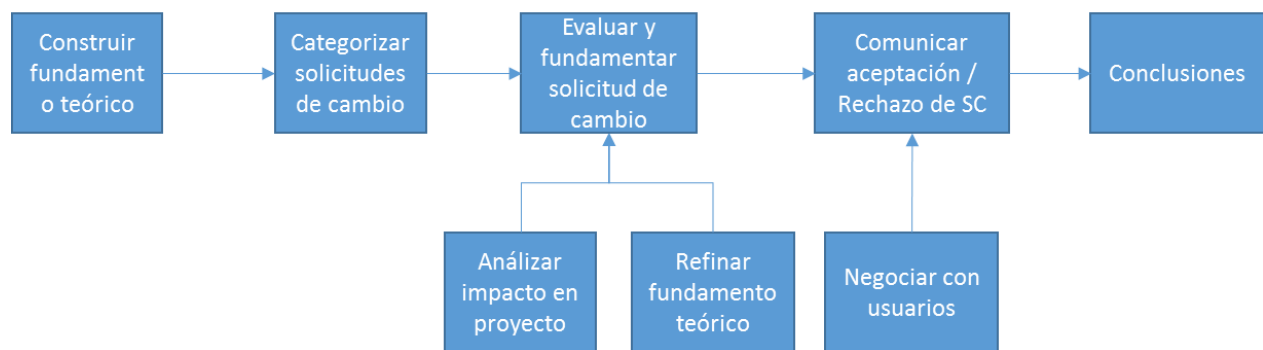 Construir
fundament
o teórico
Categorizar
solicitudes
de cambio
Evaluar y
fundamentar
solicitud de
cambio
Comunicar
aceptación /
Rechazo de SC
Conclusiones
Análizar
impacto en
proyecto
Refinar
fundamento
teórico
Negociar con
usuarios